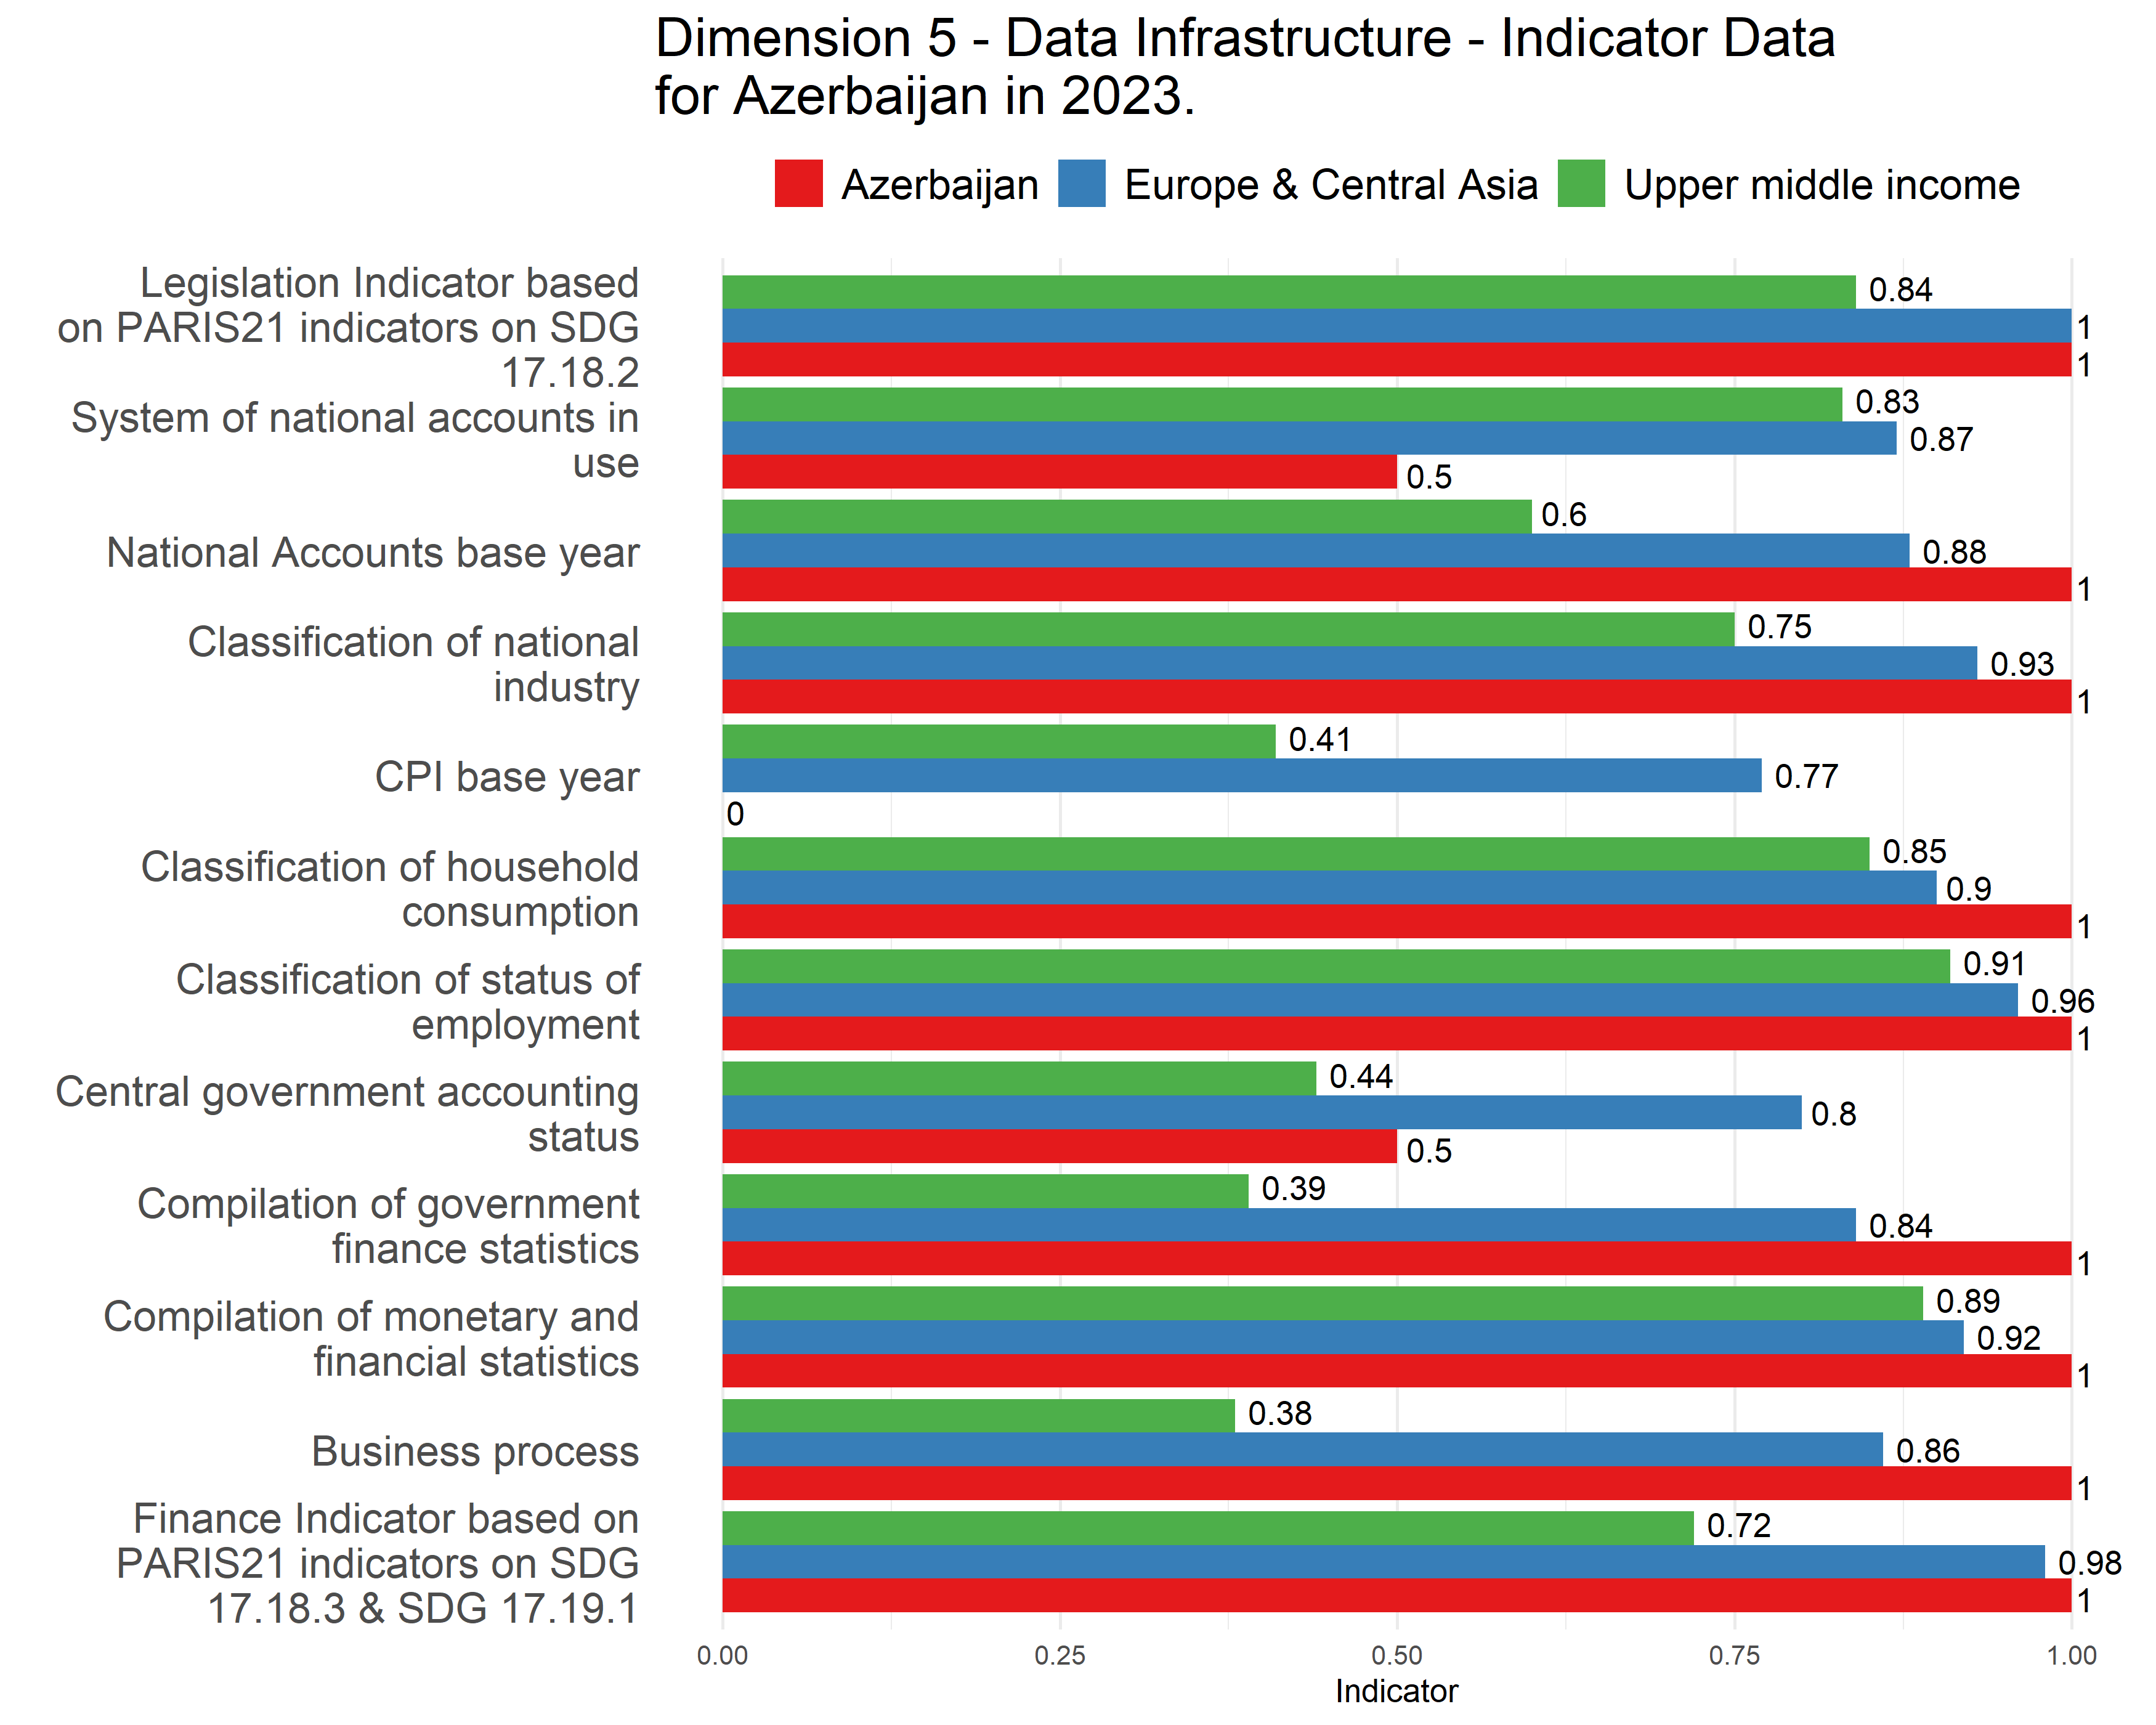 Dimension 5 - Data Infrastructure - Indicator Data
for Azerbaijan in 2023.
Azerbaijan
Europe & Central Asia
Upper middle income
Legislation Indicator based
on PARIS21 indicators on SDG
17.18.2
0.84
1
1
System of national accounts in
use
0.83
0.87
0.5
National Accounts base year
0.6
0.88
1
Classification of national
industry
0.75
0.93
1
CPI base year
0.41
0.77
0
Classification of household
consumption
0.85
0.9
1
Classification of status of
employment
0.91
0.96
1
Central government accounting
status
0.44
0.8
0.5
Compilation of government
finance statistics
0.39
0.84
1
Compilation of monetary and
financial statistics
0.89
0.92
1
Business process
0.38
0.86
1
Finance Indicator based on
PARIS21 indicators on SDG
17.18.3 & SDG 17.19.1
0.72
0.98
1
0.00
0.25
0.50
0.75
1.00
Indicator